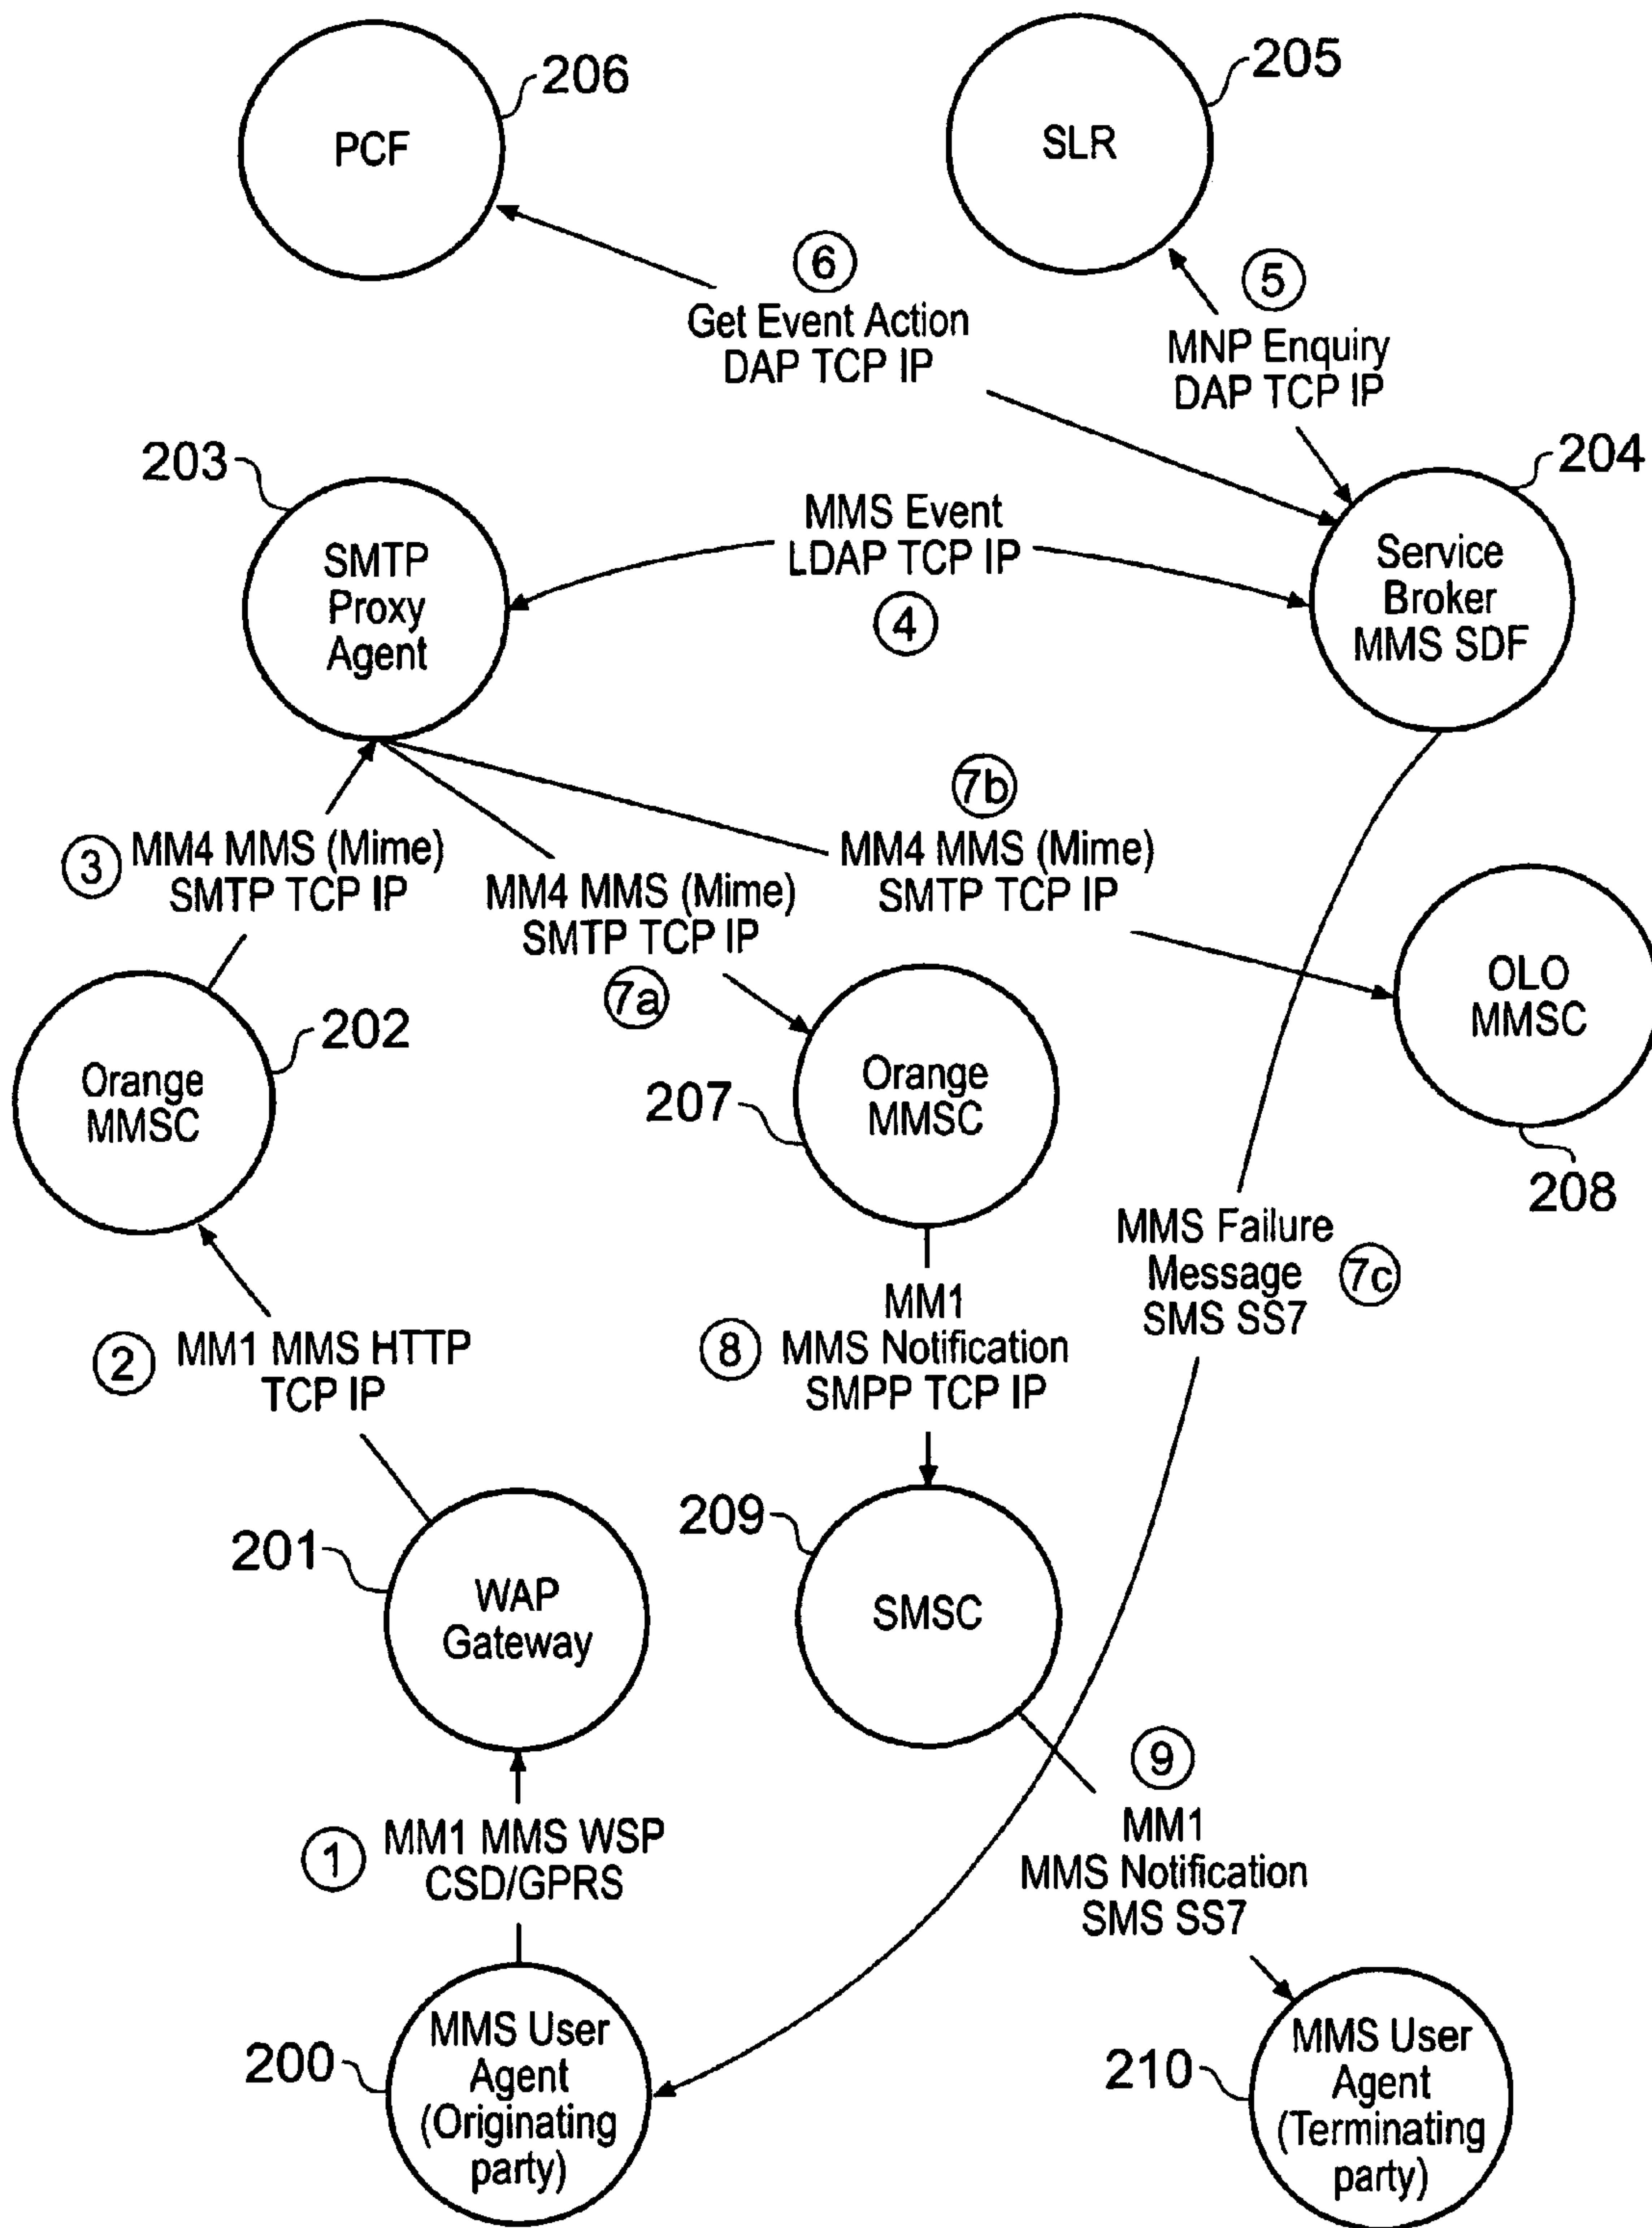 206
PCF
205
SLR
6
Get Event Action
DAP TCP IP
5
MNP Enquiry
DAP TCP IP
203
SMTP
Proxy
Agent
MMS Event
LDAP TCP IP
4
204
Service
Broker
MMS SDF
3
MM4 MMS (Mime)
SMTP TCP IP
MM4 MMS (Mime)
SMTP TCP IP
7a
7b
MM4 MMS (Mime)
SMTP TCP IP
202
Orange
MMSC
207
Orange
MMSC
OLO
MMSC
208
2
MM1 MMS HTTP
TCP IP
8
MM1
MMS Notification
SMPP TCP IP
MMS Failure
Message
SMS SS7
7c
201
WAP
Gateway
209
SMSC
1
MM1 MMS WSP
CSD/GPRS
9
MM1
MMS Notification
SMS SS7
200
MMS User
Agent
(Originating
party)
210
MMS User
Agent
(Terminating
party)